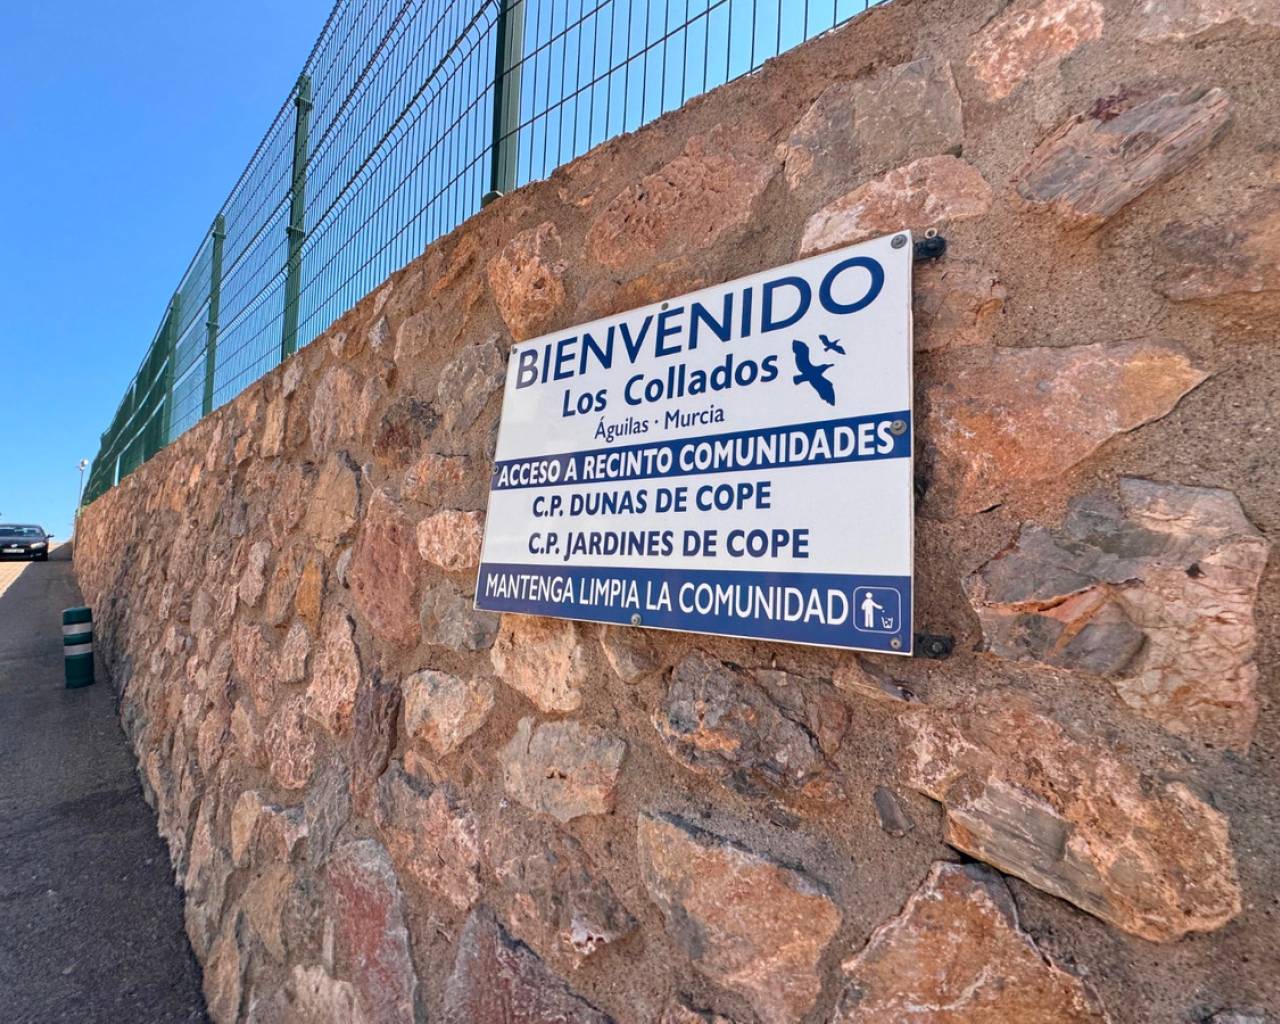 BIENVENIDO
Los Collados
Águilas · Murcia
ACCESO A RECINTO COMUNIDADES
C.P. DUNAS DE COPE
C.P. JARDINES DE COPE
MANTENGA LIMPIA LA COMUNIDAD